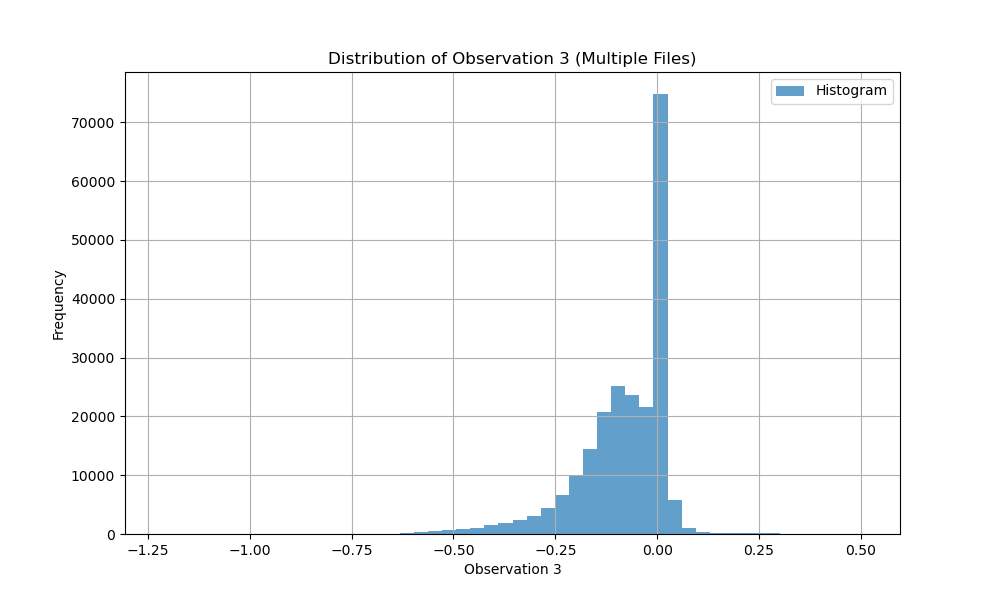 Distribution of Observation 3 (Multiple Files)
Histogram
Frequency
70000
60000
50000
40000
30000
20000
10000
0
−1.25 −1.00 −0.75 −0.50 −0.25 0.00 0.25 0.50
Observation 3